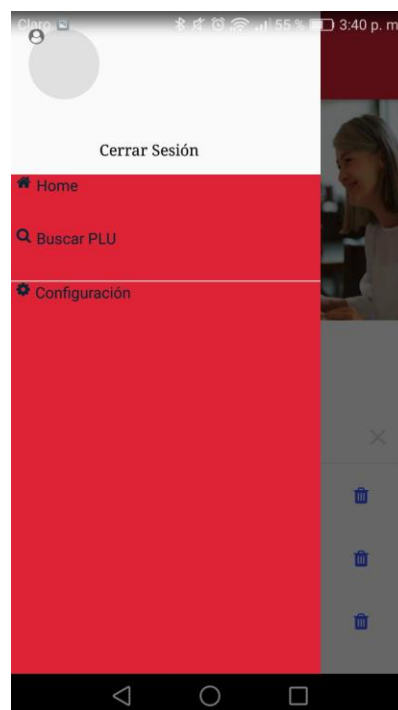 Claro 55 % 3:40 p. m
Cerrar Sesión
Home
Buscar PLU
Configuración